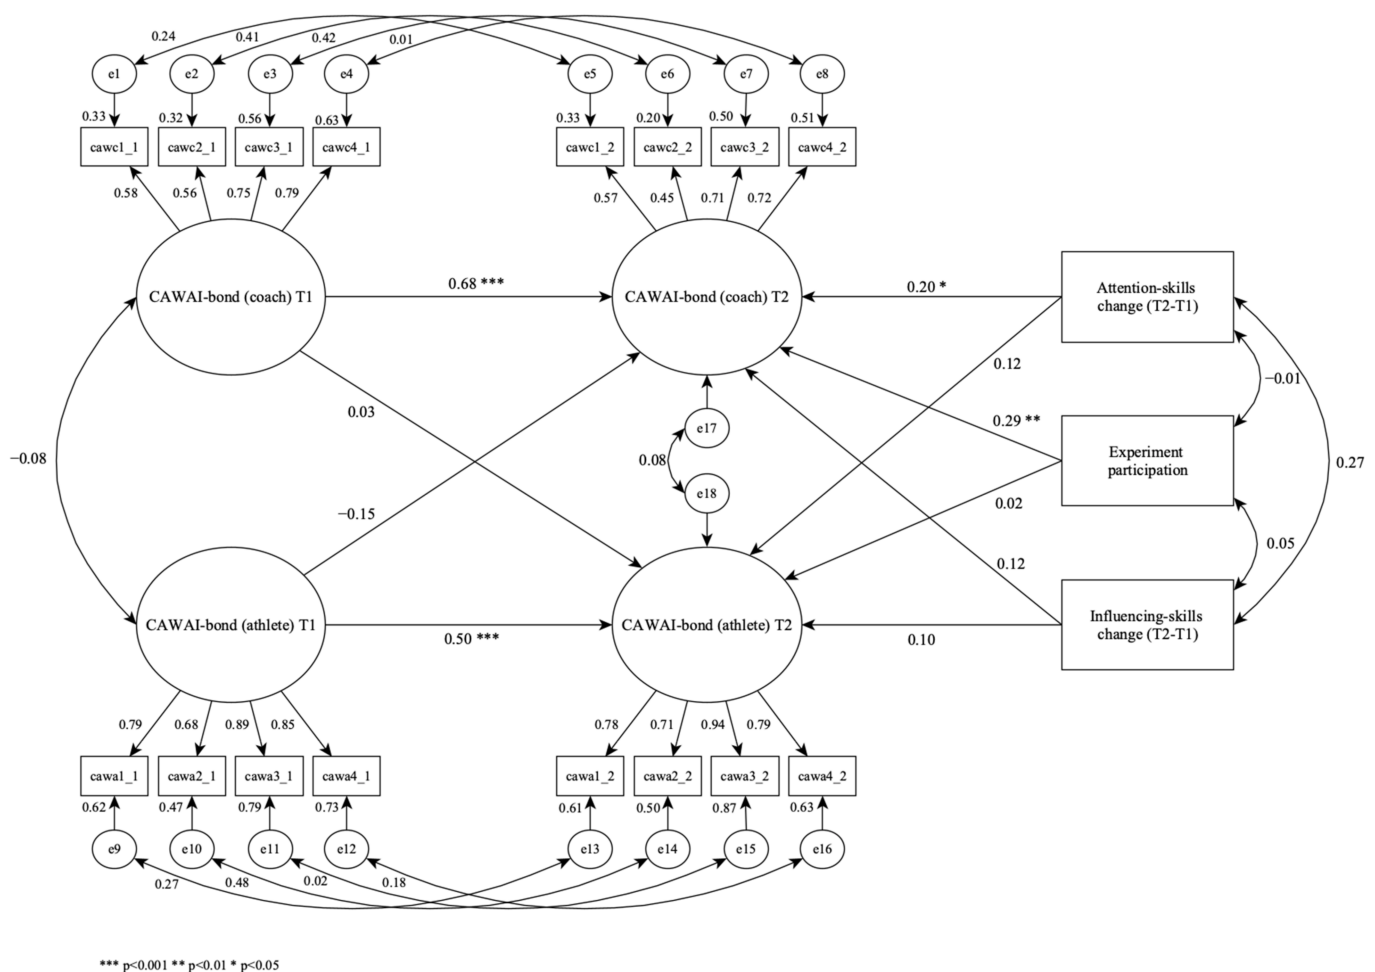 0.24 0.41 0.42 0.01
e1 e2 e3 e4 e5 e6 e7 e8
0.33 0.32 0.56 0.63 0.33 0.20 0.50 0.51
cawc1_1 cawc2_1 cawc3_1 cawc4_1 cawc1_2 cawc2_2 cawc3_2 cawc4_2
0.58 0.56 0.75 0.79 0.57 0.45 0.71 0.72
CAWAI-bond (coach) T1
0.68 ***
CAWAI-bond (coach) T2
0.20 *
Attention-skills
change (T2-T1)
0.12
−0.01
0.03
0.29 **
e17
−0.08
0.08
Experiment
participation
0.27
e18
−0.15
0.02
0.05
0.12
CAWAI-bond (athlete) T1
0.50 ***
CAWAI-bond (athlete) T2
0.10
Influencing-skills
change (T2-T1)
0.79 0.68 0.89 0.85 0.78 0.71 0.94 0.79
cawa1_1 cawa2_1 cawa3_1 cawa4_1 cawa1_2 cawa2_2 cawa3_2 cawa4_2
0.62 0.47 0.79 0.73 0.61 0.50 0.87 0.63
e9 e10 e11 e12 e13 e14 e15 e16
0.27 0.48 0.02 0.18
*** p<0.001 ** p<0.01 * p<0.05